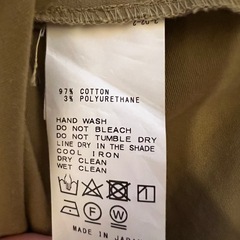 97% COTTON
3% POLYURETHANE
HAND WASH
DO NOT BLEACH
DO NOT TUMBLE DRY
LINE DRY IN THE SHADE
COOL IRON
DRY CLEAN
WET CLEAN
F W
MADE IN JAPAN